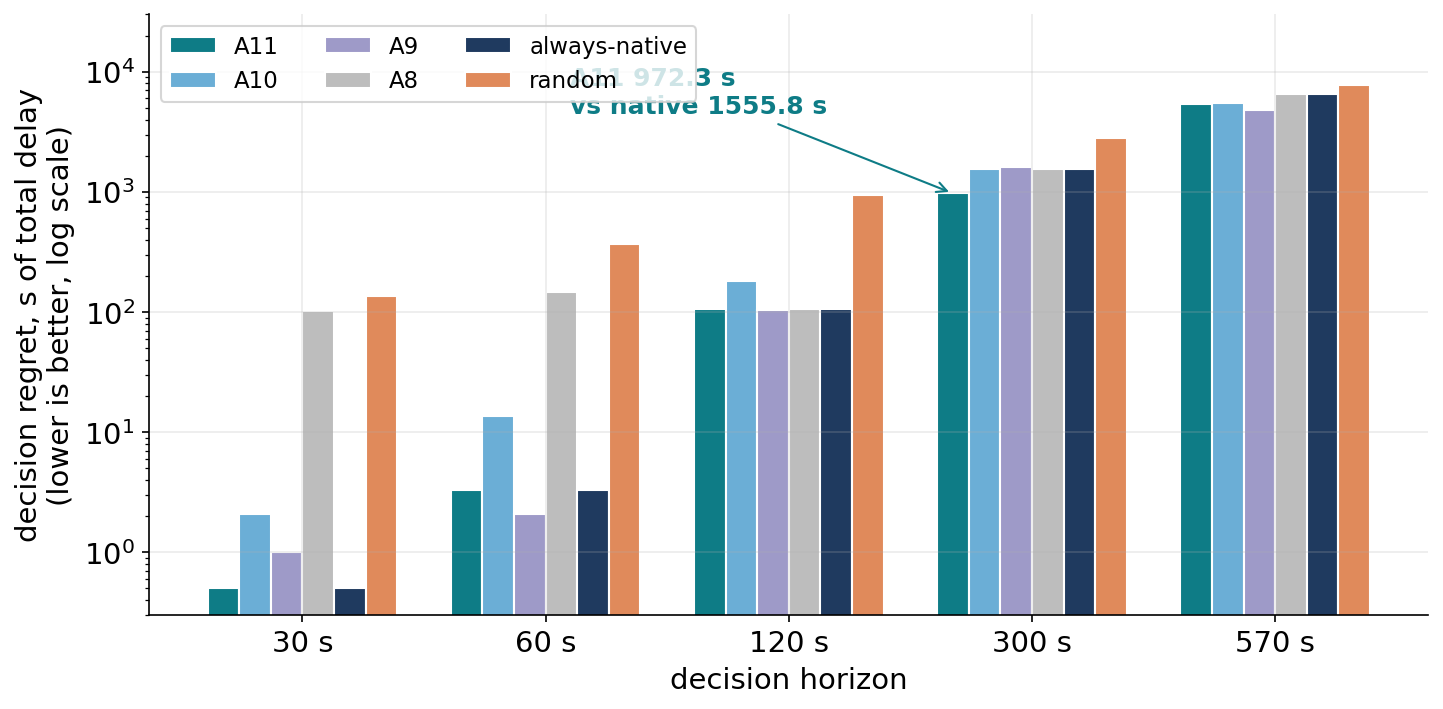 A11 A9 always-native
A10 A8 random
A11 972.3 s
vs native 1555.8 s
decision regret, s of total delay
(lower is better, log scale)
10⁴
10³
10²
10¹
10⁰
30 s 60 s 120 s 300 s 570 s
decision horizon